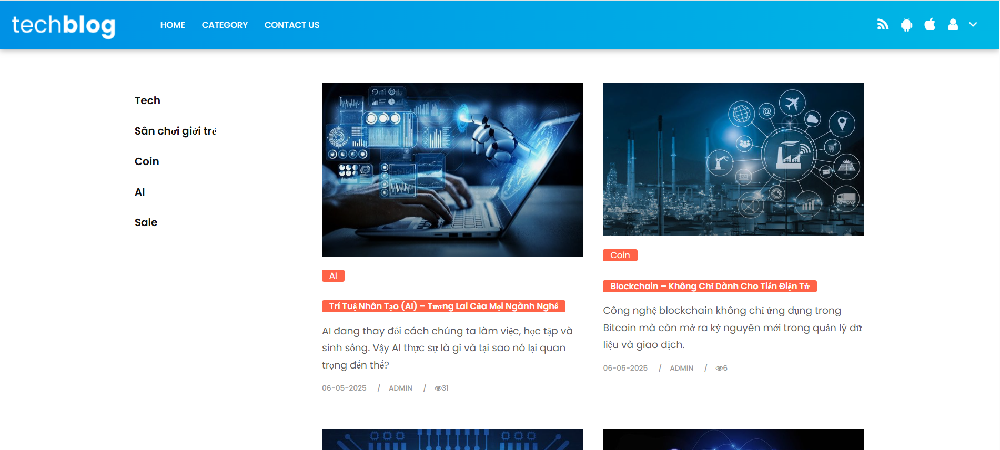 techblog
HOME CATEGORY CONTACT US
Tech
Sân chơi giới trẻ
Coin
AI
Sale
AI
Trí Tuệ Nhân Tạo (AI) – Tương Lai Của Mọi Ngành Nghề
AI đang thay đổi cách chúng ta làm việc, học tập và
sinh sống. Vậy AI thực sự là gì và tại sao nó lại quan
trọng đến thế?
06-05-2025 / ADMIN / 31
Coin
Blockchain – Không Chỉ Dành Cho Tiền Điện Tử
Công nghệ blockchain không chỉ ứng dụng trong
Bitcoin mà còn mở ra kỷ nguyên mới trong quản lý dữ
liệu và giao dịch.
06-05-2025 / ADMIN / 6